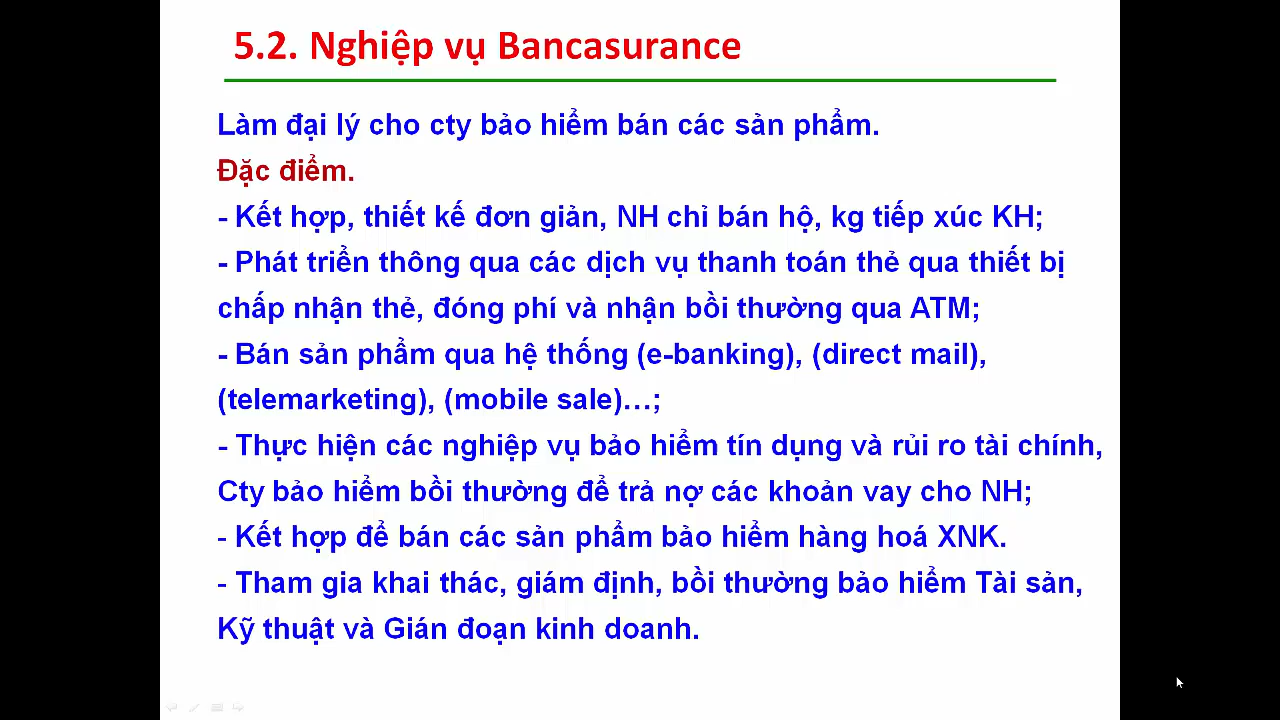 5.2. Nghiệp vụ Bancasurance
Làm đại lý cho cty bảo hiểm bán các sản phẩm.
Đặc điểm.
- Kết hợp, thiết kế đơn giản, NH chỉ bán hộ, kg tiếp xúc KH;
- Phát triển thông qua các dịch vụ thanh toán thẻ qua thiết bị
chấp nhận thẻ, đóng phí và nhận bồi thường qua ATM;
- Bán sản phẩm qua hệ thống (e-banking), (direct mail),
(telemarketing), (mobile sale)…;
- Thực hiện các nghiệp vụ bảo hiểm tín dụng và rủi ro tài chính,
Cty bảo hiểm bồi thường để trả nợ các khoản vay cho NH;
- Kết hợp để bán các sản phẩm bảo hiểm hàng hoá XNK.
- Tham gia khai thác, giám định, bồi thường bảo hiểm Tài sản,
Kỹ thuật và Gián đoạn kinh doanh.